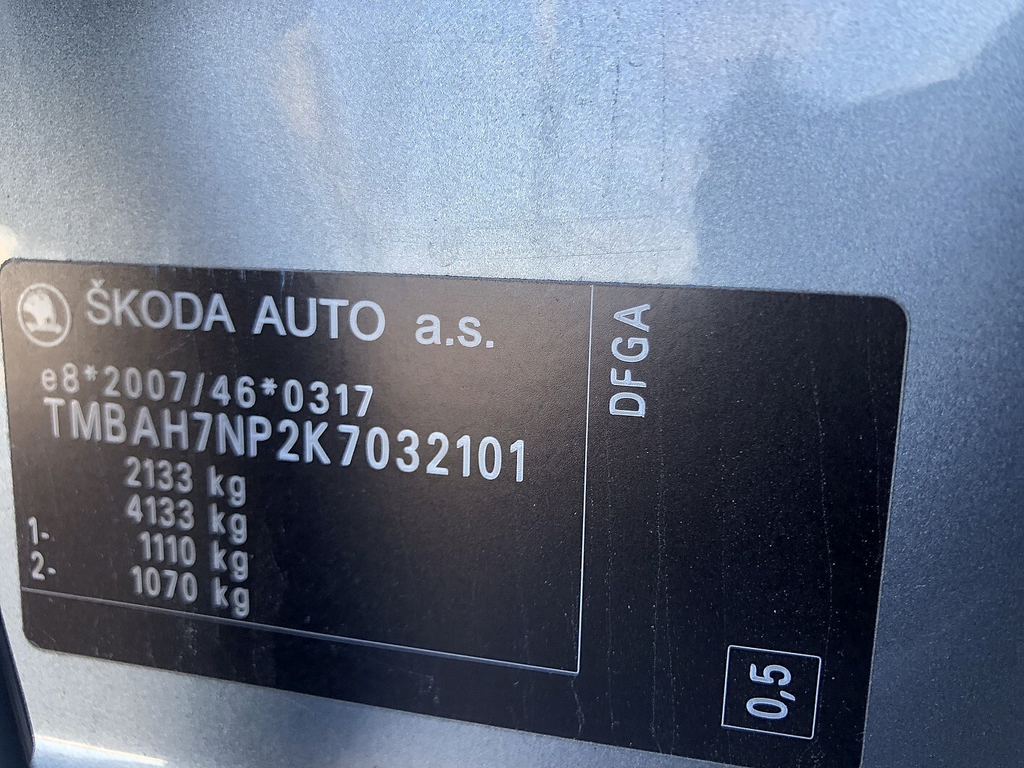 ŠKODA AUTO a.s.
e8*2007/46*0317
TMBAH7NP2K7032101
2133 kg
4133 kg
1- 1110 kg
2- 1070 kg
DFGA
0,5